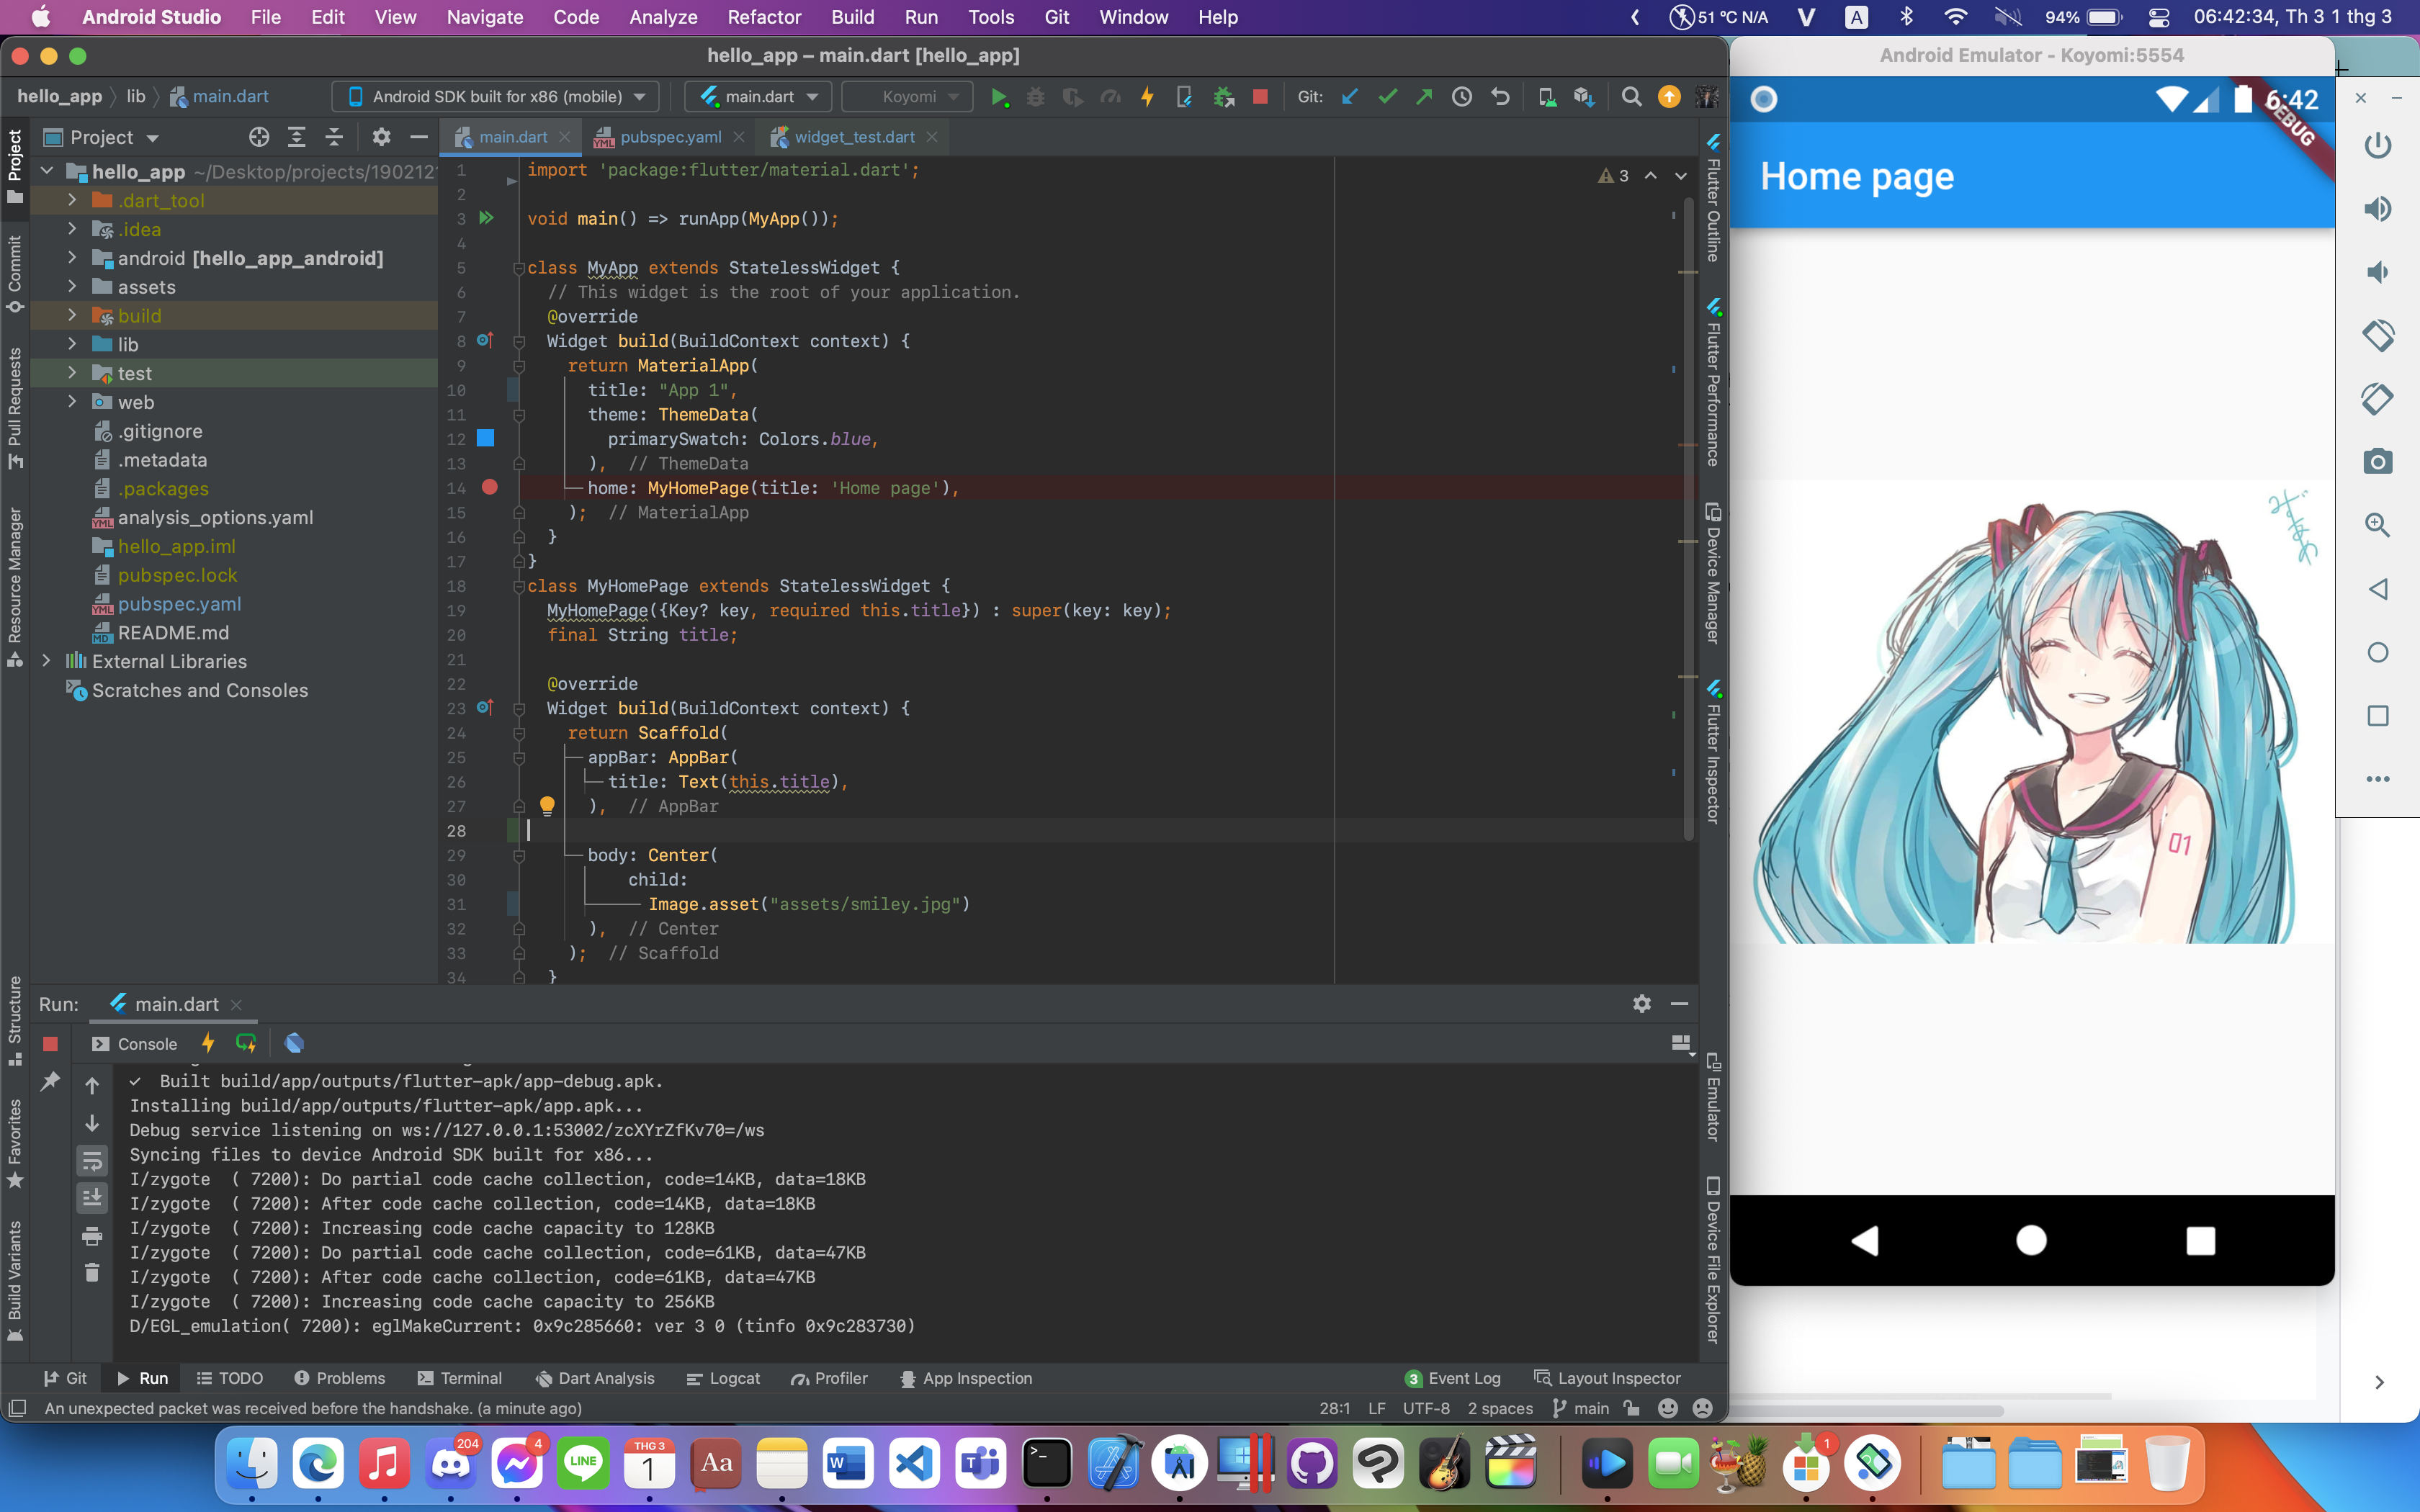 Android Studio File Edit View Navigate Code Analyze Refactor Build Run Tools Git Window Help
51 °C N/A V A 94% 06:42:34, Th 3 1 thg 3
hello_app – main.dart [hello_app]
Android Emulator - Koyomi:5554
hello_app lib main.dart Android SDK built for x86 (mobile) main.dart Koyomi Git:
Project main.dart pubspec.yaml widget_test.dart
hello_app ~/Desktop/projects/190212
.dart_tool
.idea
android [hello_app_android]
assets
build
lib
test
web
.gitignore
.metadata
.packages
analysis_options.yaml
hello_app.iml
pubspec.lock
pubspec.yaml
README.md
External Libraries
Scratches and Consoles
Project
Commit
Pull Requests
Resource Manager
Structure
Favorites
Build Variants
3
1 import 'package:flutter/material.dart';
2
3 void main() => runApp(MyApp());
4
5 class MyApp extends StatelessWidget {
6 // This widget is the root of your application.
7 @override
8 Widget build(BuildContext context) {
9 return MaterialApp(
10 title: "App 1",
11 theme: ThemeData(
12 primarySwatch: Colors.blue,
13 ), // ThemeData
14 home: MyHomePage(title: 'Home page'),
15 ); // MaterialApp
16 }
17 }
18 class MyHomePage extends StatelessWidget {
19 MyHomePage({Key? key, required this.title}) : super(key: key);
20 final String title;
21
22 @override
23 Widget build(BuildContext context) {
24 return Scaffold(
25 appBar: AppBar(
26 title: Text(this.title),
27 ), // AppBar
28
29 body: Center(
30 child:
31 Image.asset("assets/smiley.jpg")
32 ), // Center
33 ); // Scaffold
34 }
Flutter Outline
Flutter Performance
Device Manager
Flutter Inspector
Emulator
Device File Explorer
6:42
DEBUG
Home page
01
Run: main.dart
Console
✓ Built build/app/outputs/flutter-apk/app-debug.apk.
Installing build/app/outputs/flutter-apk/app.apk...
Debug service listening on ws://127.0.0.1:53002/zcXYrZfKv70=/ws
Syncing files to device Android SDK built for x86...
I/zygote ( 7200): Do partial code cache collection, code=14KB, data=18KB
I/zygote ( 7200): After code cache collection, code=14KB, data=18KB
I/zygote ( 7200): Increasing code cache capacity to 128KB
I/zygote ( 7200): Do partial code cache collection, code=61KB, data=47KB
I/zygote ( 7200): After code cache collection, code=61KB, data=47KB
I/zygote ( 7200): Increasing code cache capacity to 256KB
D/EGL_emulation( 7200): eglMakeCurrent: 0x9c285660: ver 3 0 (tinfo 0x9c283730)
Git Run TODO Problems Terminal Dart Analysis Logcat Profiler App Inspection 3 Event Log Layout Inspector
An unexpected packet was received before the handshake. (a minute ago) 28:1 LF UTF-8 2 spaces main
204 4 LINE THG 3 1 Aa W T 1